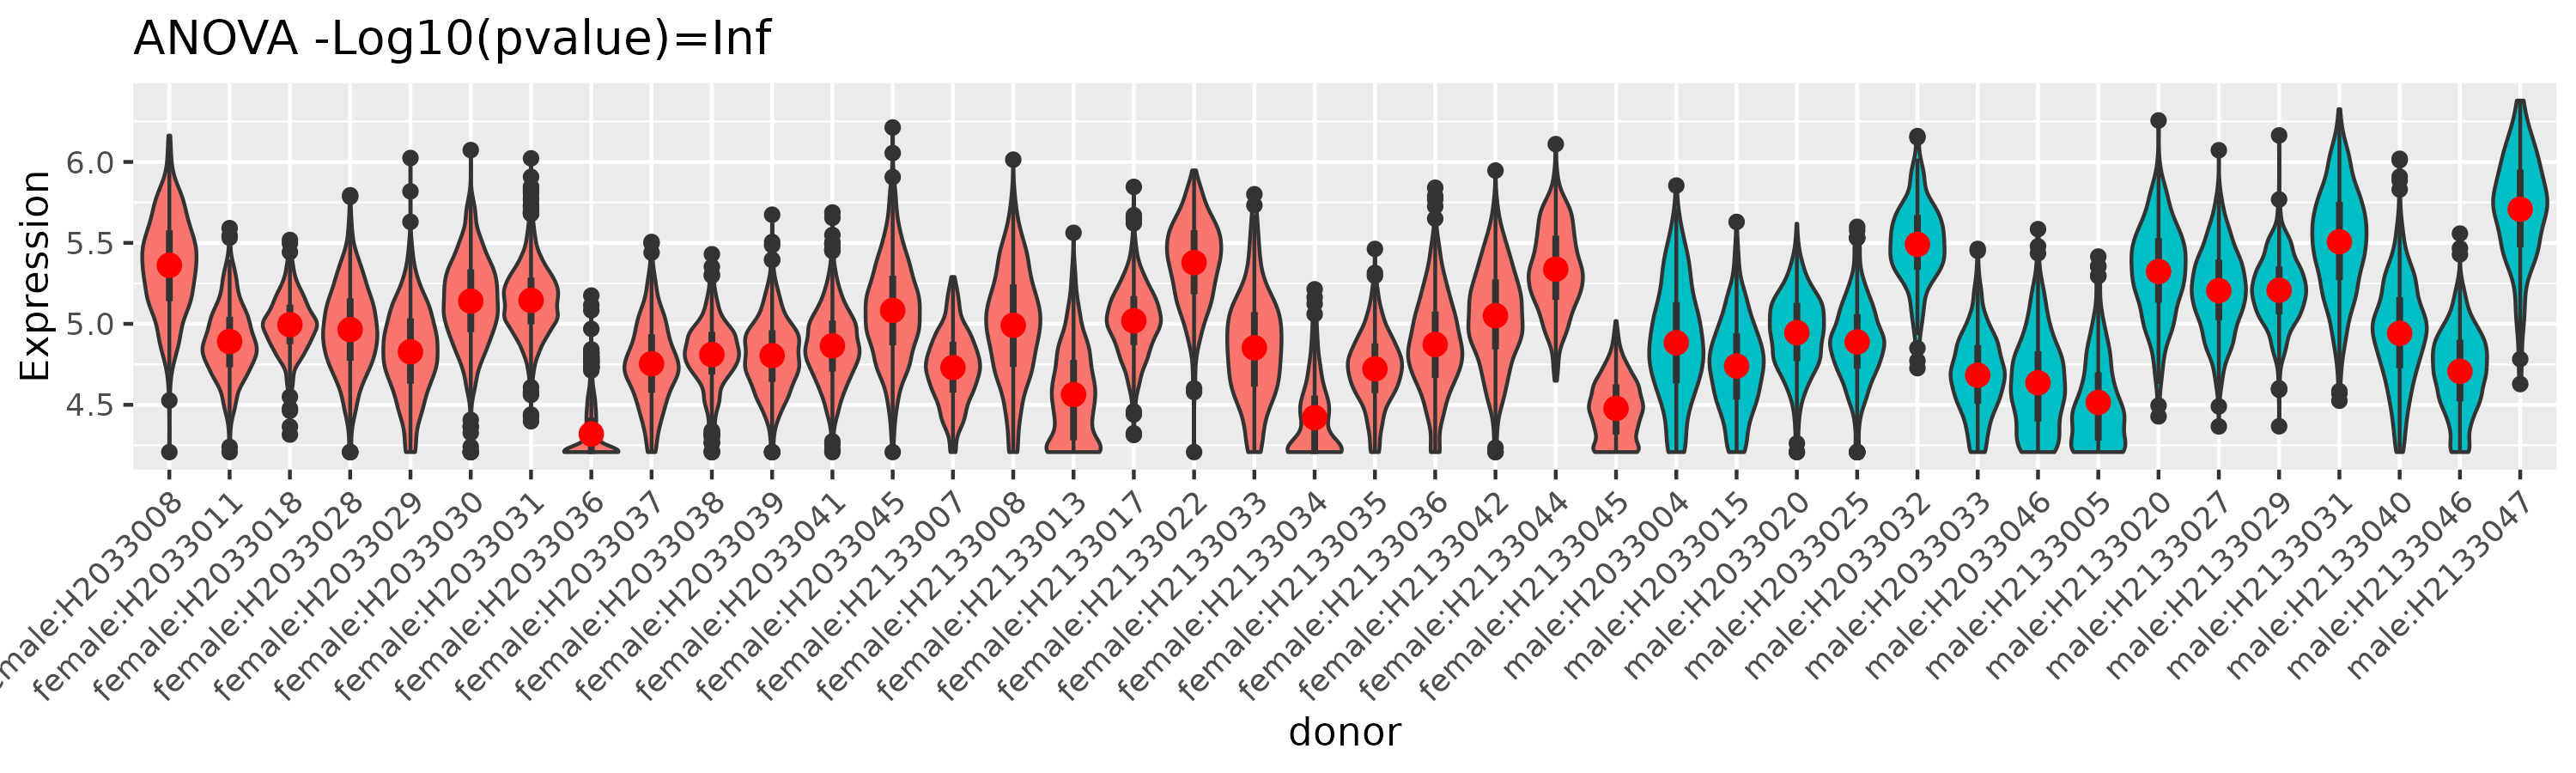 ANOVA -Log10(pvalue)=Inf
Expression
6.0
5.5
5.0
4.5
emale:H2033008
female:H2033011
female:H2033018
female:H2033028
female:H2033029
female:H2033030
female:H2033031
female:H2033036
female:H2033037
female:H2033038
female:H2033039
female:H2033041
female:H2033045
female:H2133007
female:H2133008
female:H2133013
female:H2133017
female:H2133022
female:H2133033
female:H2133034
female:H2133035
female:H2133036
female:H2133042
female:H2133044
female:H2133045
male:H2033004
male:H2033015
male:H2033020
male:H2033025
male:H2033032
male:H2033033
male:H2033046
male:H2133005
male:H2133020
male:H2133027
male:H2133029
male:H2133031
male:H2133040
male:H2133046
male:H2133047
donor